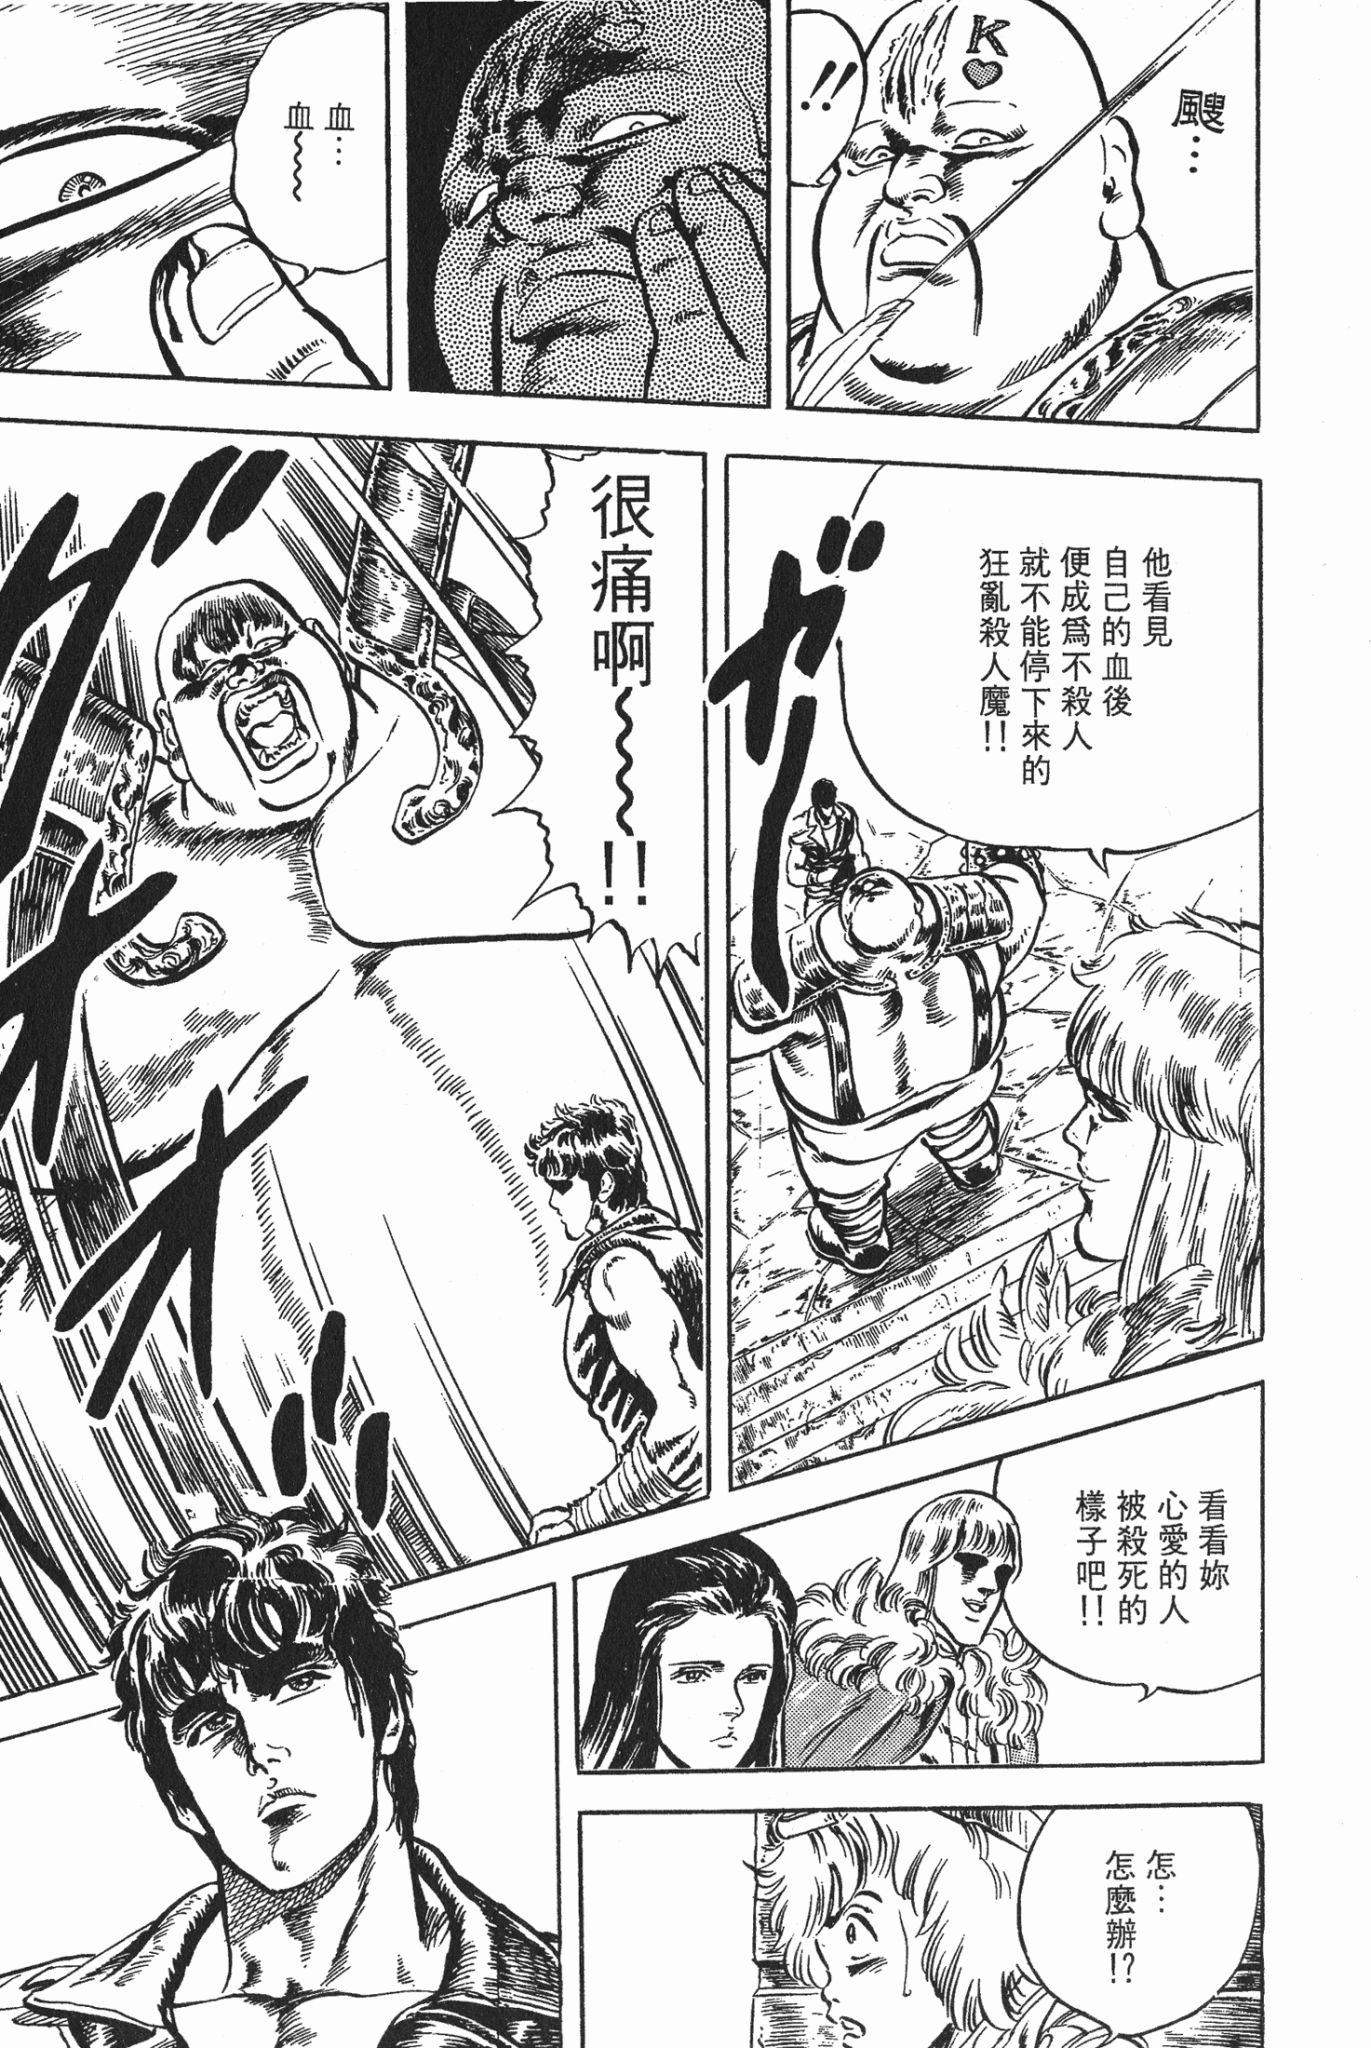 颼…
K
!!
血…
血～～
他看見
自己的血後
便成為不殺人
就不能停下來的
狂亂殺人魔!!
很痛啊～～!!
看看妳
心愛的人
被殺死的
樣子吧!!
怎…
怎麼辦!?